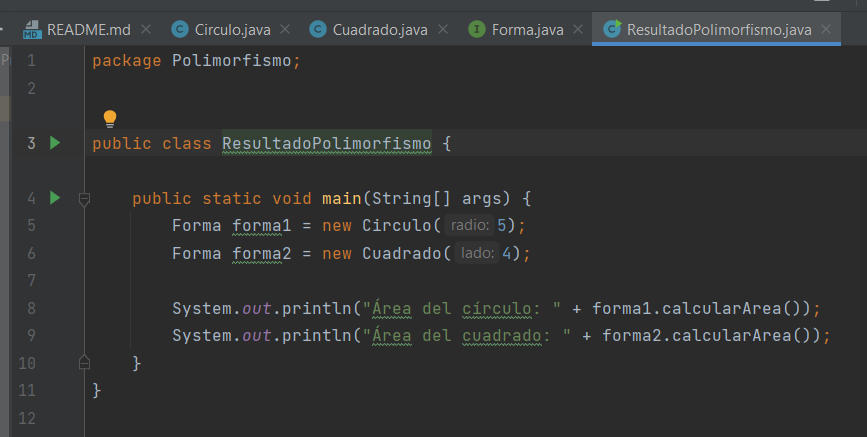 README.md Circulo.java Cuadrado.java Forma.java ResultadoPolimorfismo.java
1 package Polimorfismo;
2
3 public class ResultadoPolimorfismo {
4 public static void main(String[] args) {
5 Forma forma1 = new Circulo( radio: 5);
6 Forma forma2 = new Cuadrado( lado: 4);
7
8 System.out.println("Área del círculo: " + forma1.calcularArea());
9 System.out.println("Área del cuadrado: " + forma2.calcularArea());
10 }
11 }
12